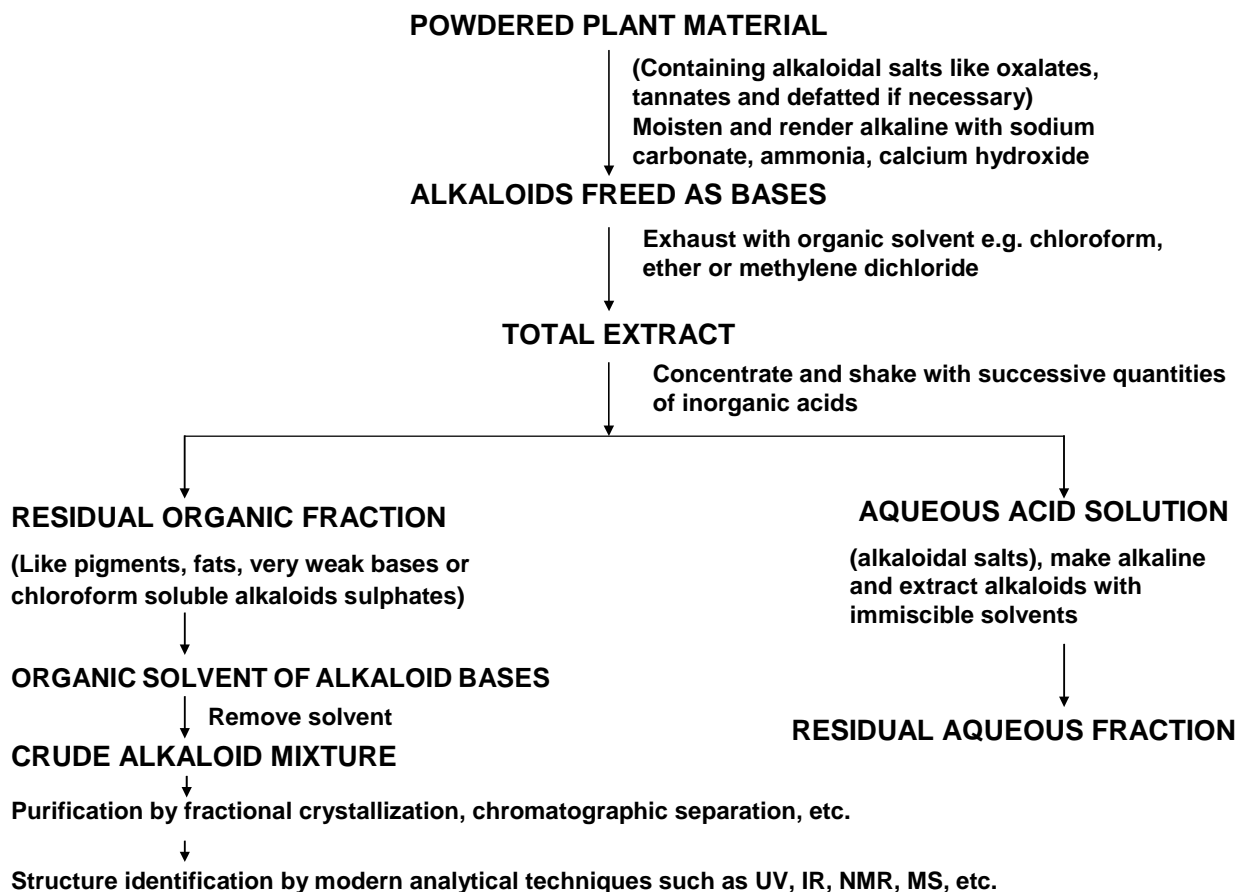 POWDERED PLANT MATERIAL
(Containing alkaloidal salts like oxalates,
tannates and defatted if necessary)
Moisten and render alkaline with sodium
carbonate, ammonia, calcium hydroxide
ALKALOIDS FREED AS BASES
Exhaust with organic solvent e.g. chloroform,
ether or methylene dichloride
TOTAL EXTRACT
Concentrate and shake with successive quantities
of inorganic acids
RESIDUAL ORGANIC FRACTION
(Like pigments, fats, very weak bases or
chloroform soluble alkaloids sulphates)
ORGANIC SOLVENT OF ALKALOID BASES
Remove solvent
CRUDE ALKALOID MIXTURE
AQUEOUS ACID SOLUTION
(alkaloidal salts), make alkaline
and extract alkaloids with
immiscible solvents
RESIDUAL AQUEOUS FRACTION
Purification by fractional crystallization, chromatographic separation, etc.
Structure identification by modern analytical techniques such as UV, IR, NMR, MS, etc.